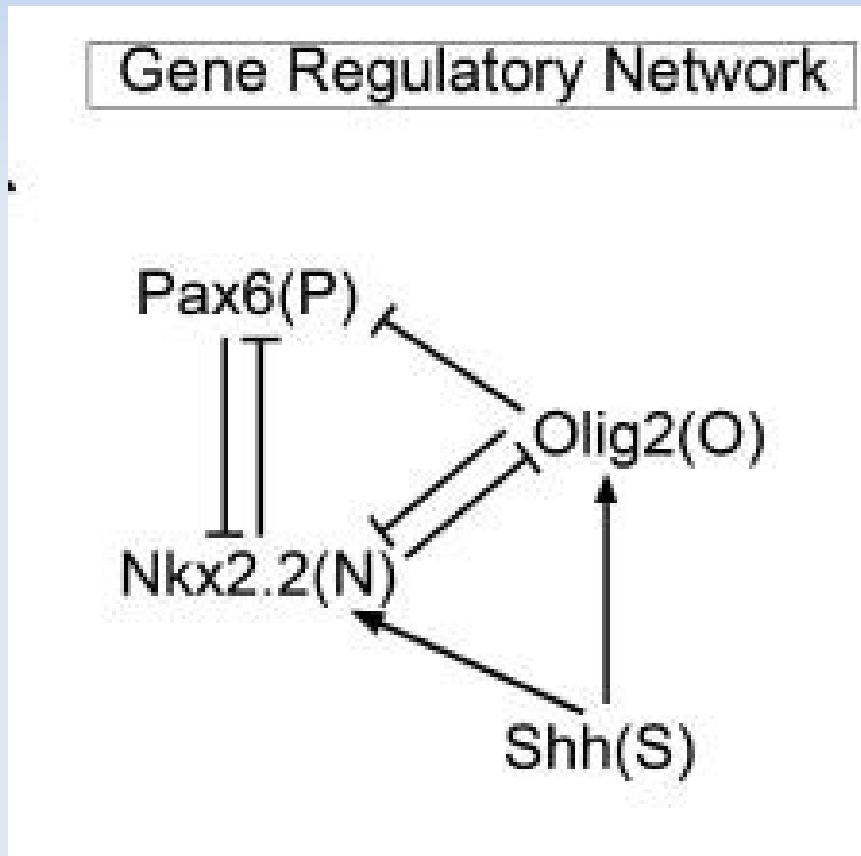 Gene Regulatory Network
Pax6(P)
Olig2(O)
Nkx2.2(N)
Shh(S)